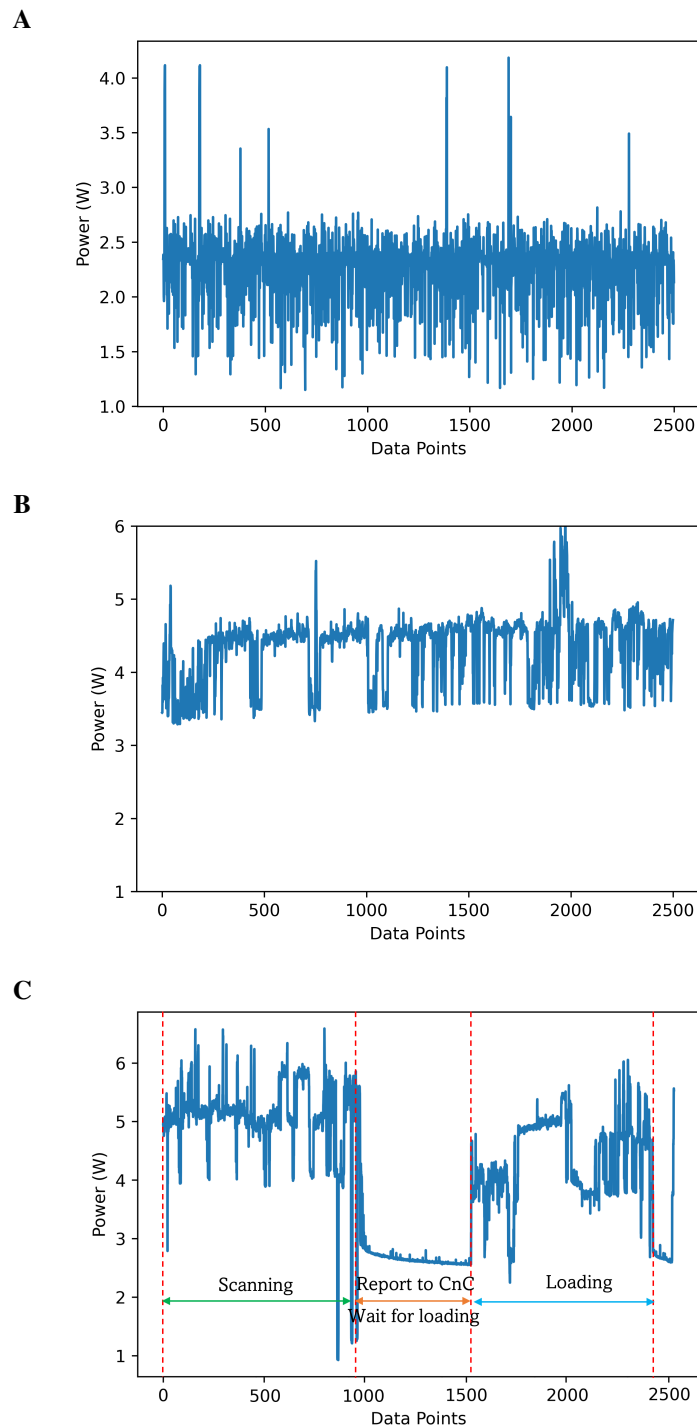 A
4.0
3.5
3.0
2.5
2.0
1.5
1.0
Power (W)
0 500 1000 1500 2000 2500
Data Points
B
6
5
4
3
2
1
Power (W)
0 500 1000 1500 2000 2500
Data Points
C
6
5
4
3
2
1
Power (W)
Scanning
Report to CnC
Wait for loading
Loading
0 500 1000 1500 2000 2500
Data Points